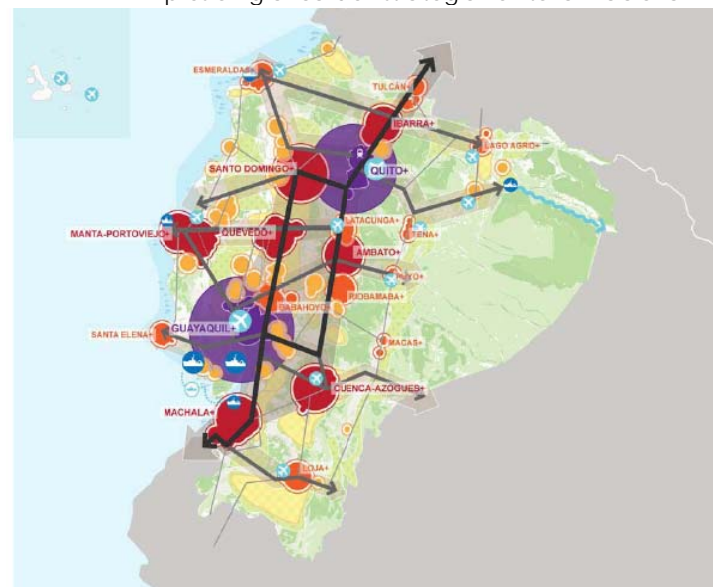 ESMERALDAS+
TULCÁN+
IBARRA+
LAGO AGRIO+
SANTO DOMINGO+
QUITO+
MANTA-PORTOVIEJO+
QUEVEDO+
LATACUNGA+
TENA+
AMBATO+
PUYO+
RIOBAMABA+
BABAHOYO+
GUAYAQUIL+
SANTA ELENA+
MACAS+
CUENCA-AZOGUES+
MACHALA+
LOJA+